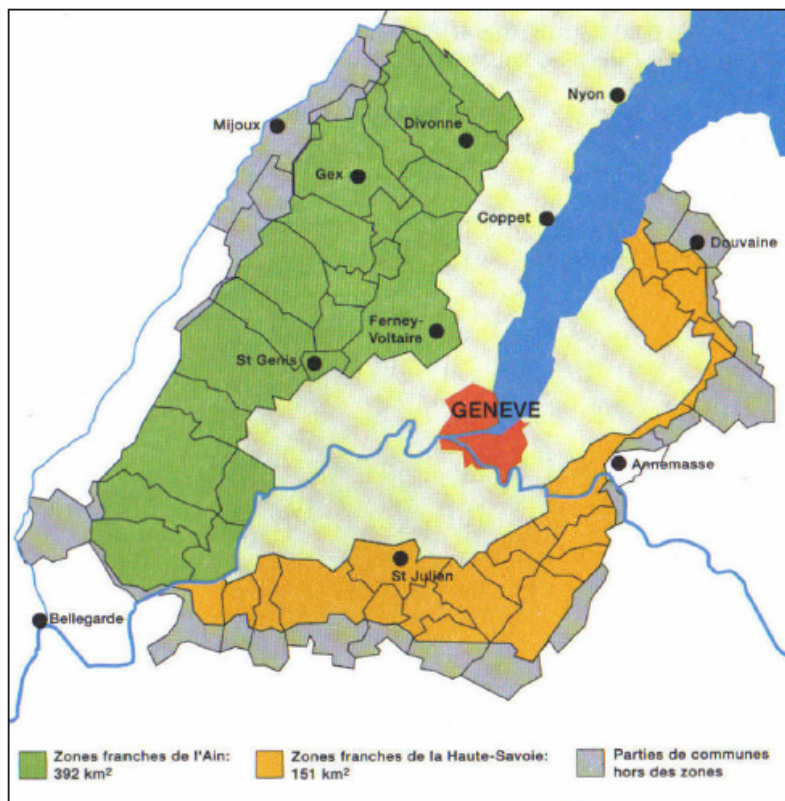 Nyon
Mijoux
Divonne
Gex
Coppet
Douvaine
Ferney-
Voltaire
St Genis
GENEVE
Annemasse
St Julien
Bellegarde
Zones franches de l'Ain:
392 km²
Zones franches de la Haute-Savoie:
151 km²
Parties de communes
hors des zones